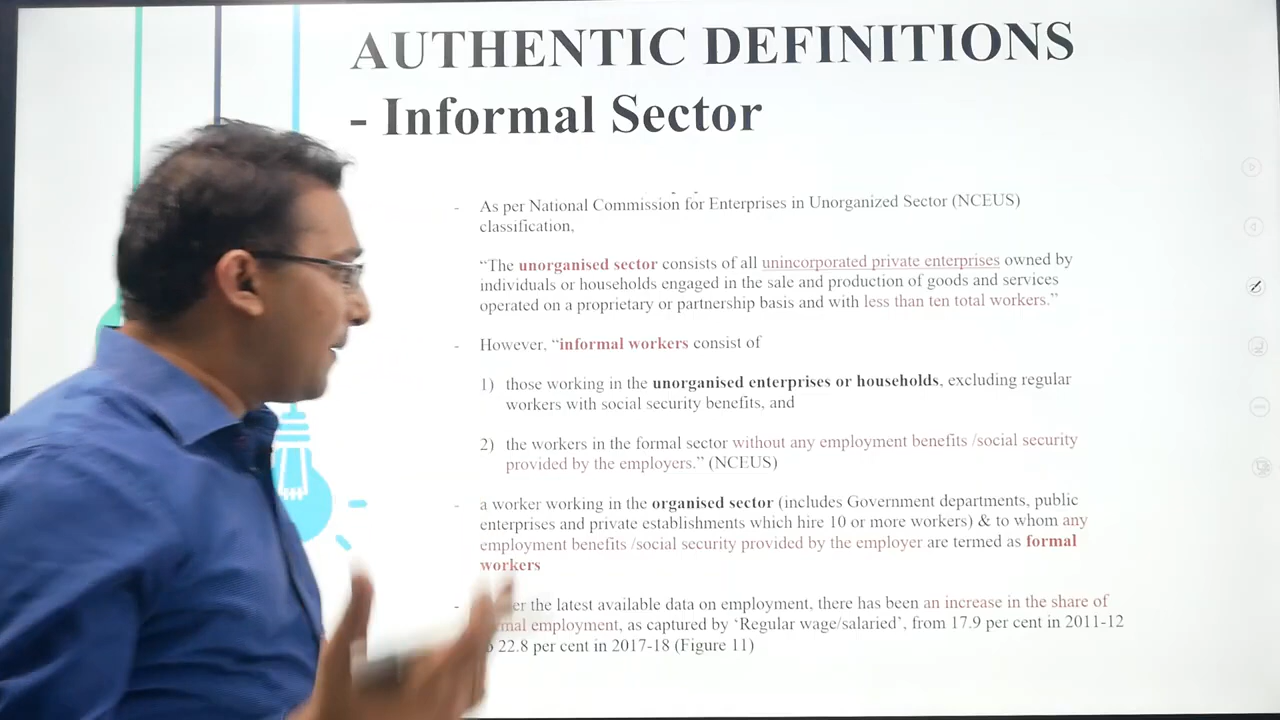 AUTHENTIC DEFINITIONS
- Informal Sector
- As per National Commission for Enterprises in Unorganized Sector (NCEUS)
classification,
“The unorganised sector consists of all unincorporated private enterprises owned by
individuals or households engaged in the sale and production of goods and services
operated on a proprietary or partnership basis and with less than ten total workers.”
- However, “informal workers consist of
1) those working in the unorganised enterprises or households, excluding regular
workers with social security benefits, and
2) the workers in the formal sector without any employment benefits /social security
provided by the employers.” (NCEUS)
- a worker working in the organised sector (includes Government departments, public
enterprises and private establishments which hire 10 or more workers) & to whom any
employment benefits /social security provided by the employer are termed as formal
workers
- the latest available data on employment, there has been an increase in the share of
employment, as captured by ‘Regular wage/salaried’, from 17.9 per cent in 2011-12
22.8 per cent in 2017-18 (Figure 11)